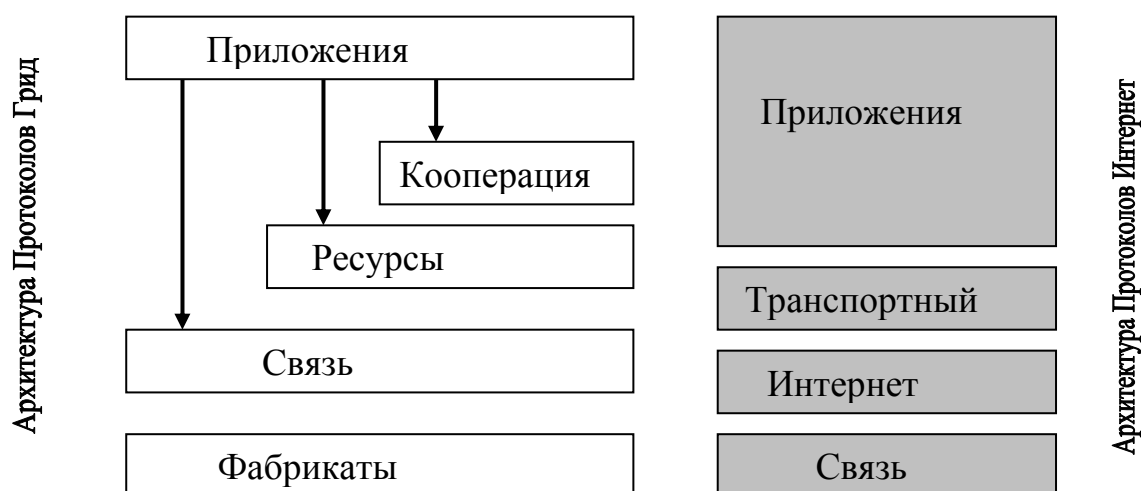 Архитектура Протоколов Грид
Приложения
Кооперация
Ресурсы
Связь
Фабрикаты
Приложения
Транспортный
Интернет
Связь
Архитектура Протоколов Интернет